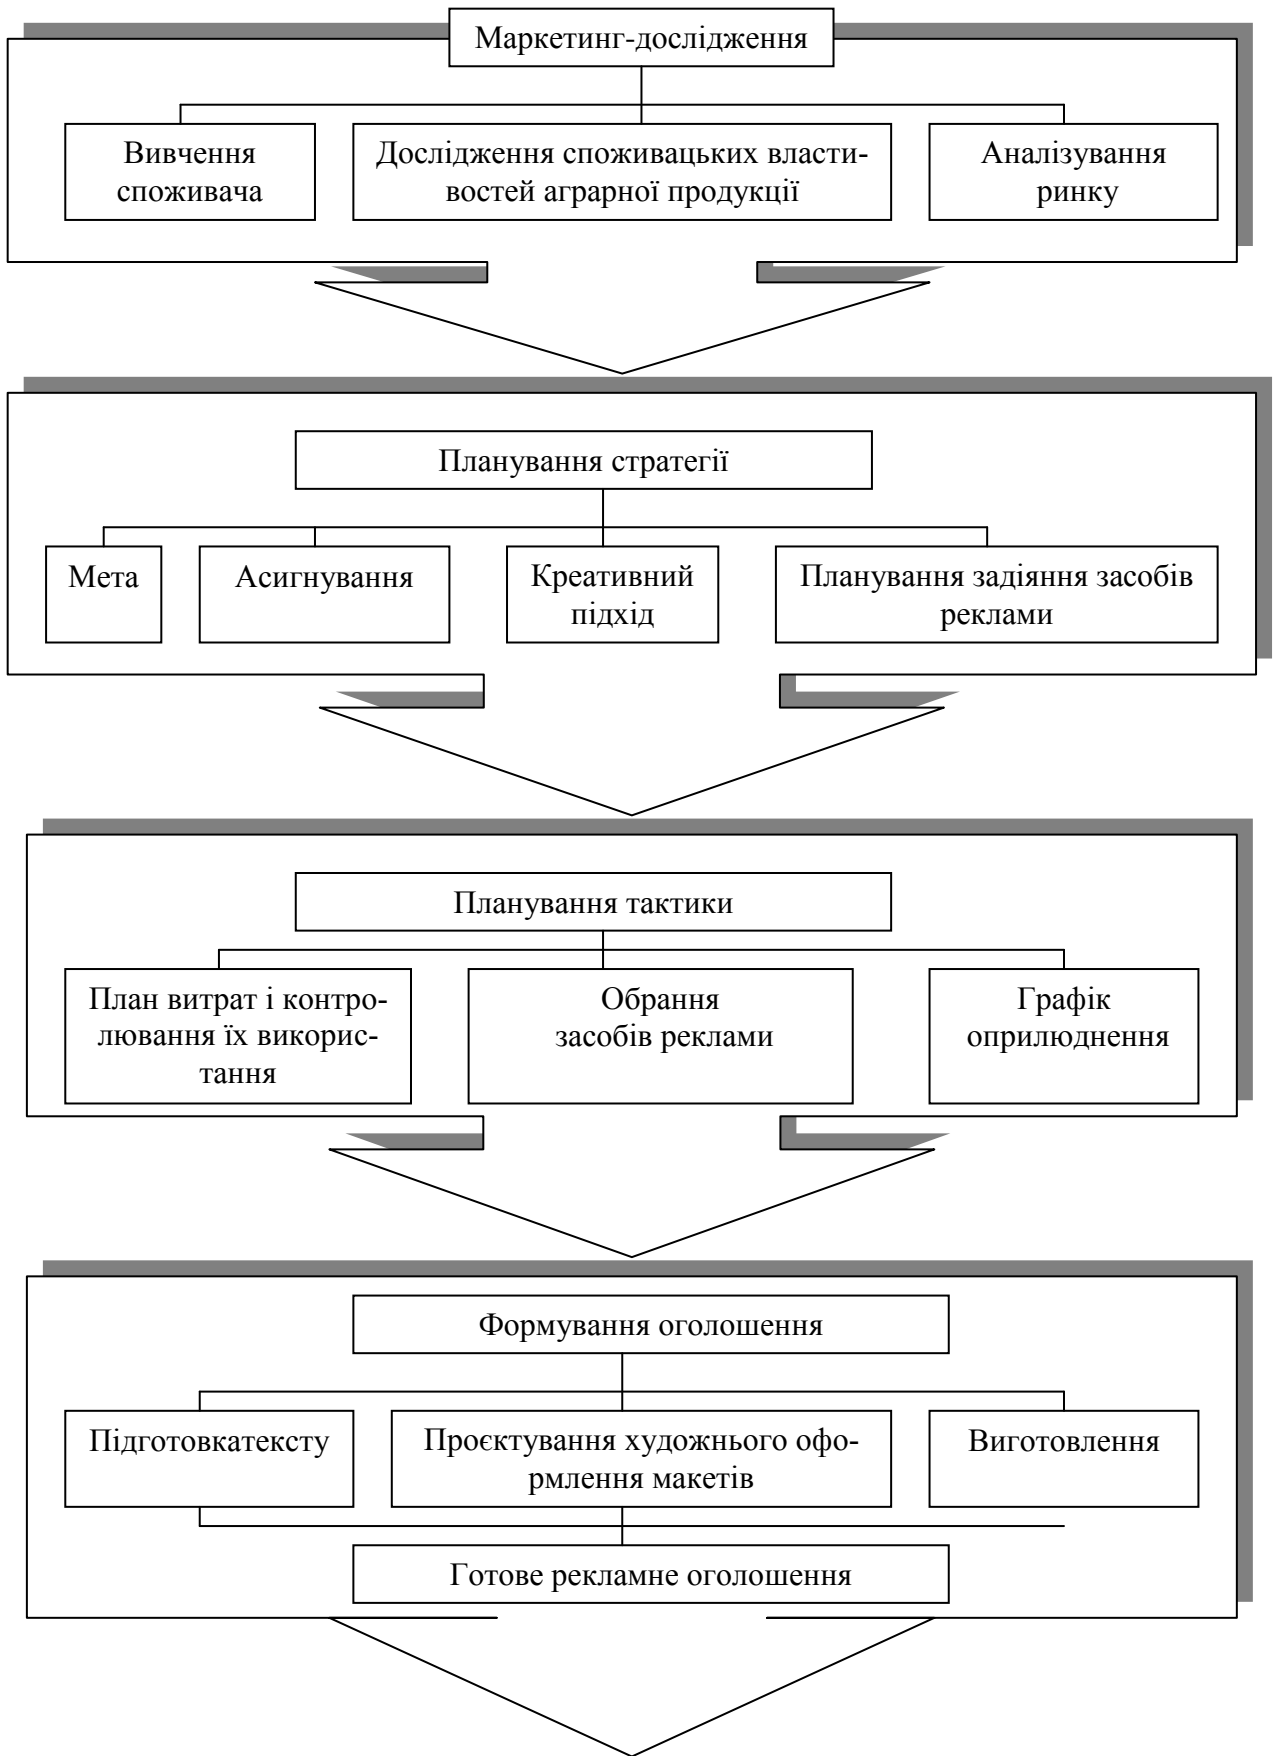 Маркетинг-дослідження
Вивчення
споживача
Дослідження споживацьких власти-
востей аграрної продукції
Аналізування
ринку
Планування стратегії
Мета
Асигнування
Креативний
підхід
Планування задіяння засобів
реклами
Планування тактики
План витрат і контро-
лювання їх викорис-
тання
Обрання
засобів реклами
Графік
оприлюднення
Формування оголошення
Підготовкатексту
Проєктування художнього офо-
рмлення макетів
Виготовлення
Готове рекламне оголошення